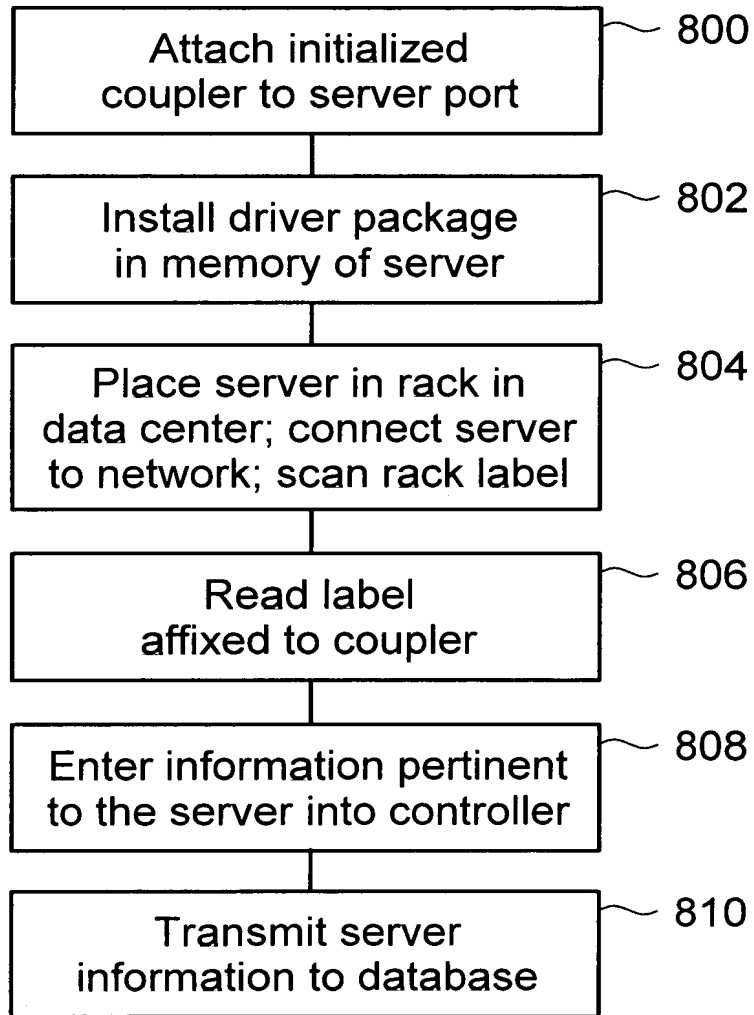 Attach initialized
coupler to server port
800
Install driver package
in memory of server
802
Place server in rack in
data center; connect server
to network; scan rack label
804
Read label
affixed to coupler
806
Enter information pertinent
to the server into controller
808
Transmit server
information to database
810